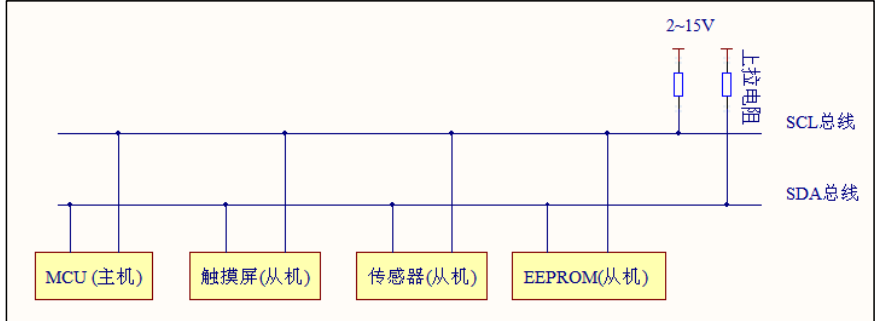 2~15V
上拉电阻
SCL总线
SDA总线
MCU (主机)
触摸屏(从机)
传感器(从机)
EEPROM(从机)